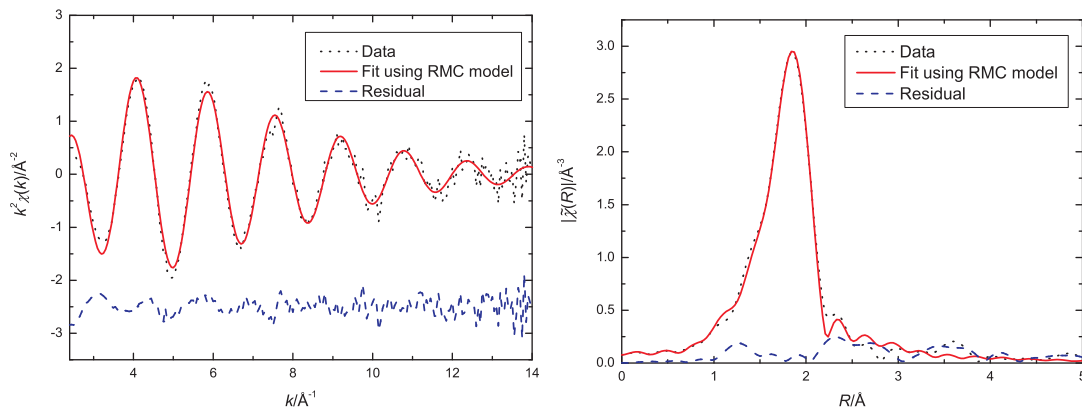 3
2
1
0
-1
-2
-3
k²χ(k)/Å⁻²
Data
Fit using RMC model
Residual
4
6
8
10
12
14
k/Å⁻¹
3.0
2.5
2.0
1.5
1.0
0.5
0.0
|χ̃(R)|/Å⁻³
Data
Fit using RMC model
Residual
0
1
2
3
4
5
R/Å